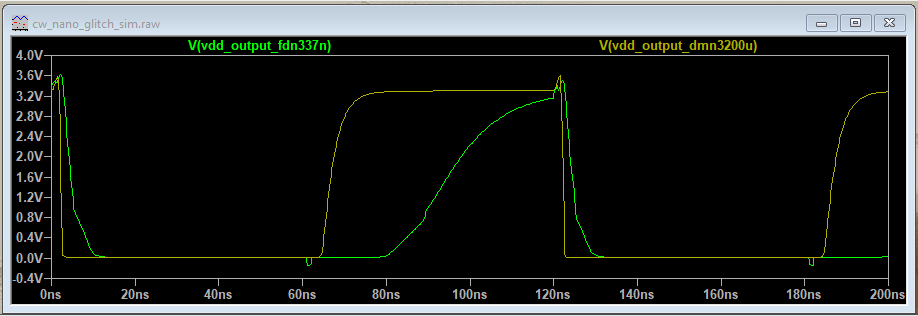 cw_nano_glitch_sim.raw
V(vdd_output_fdn337n) V(vdd_output_dmn3200u)
4.0V
3.6V
3.2V
2.8V
2.4V
2.0V
1.6V
1.2V
0.8V
0.4V
0.0V
-0.4V
0ns 20ns 40ns 60ns 80ns 100ns 120ns 140ns 160ns 180ns 200ns